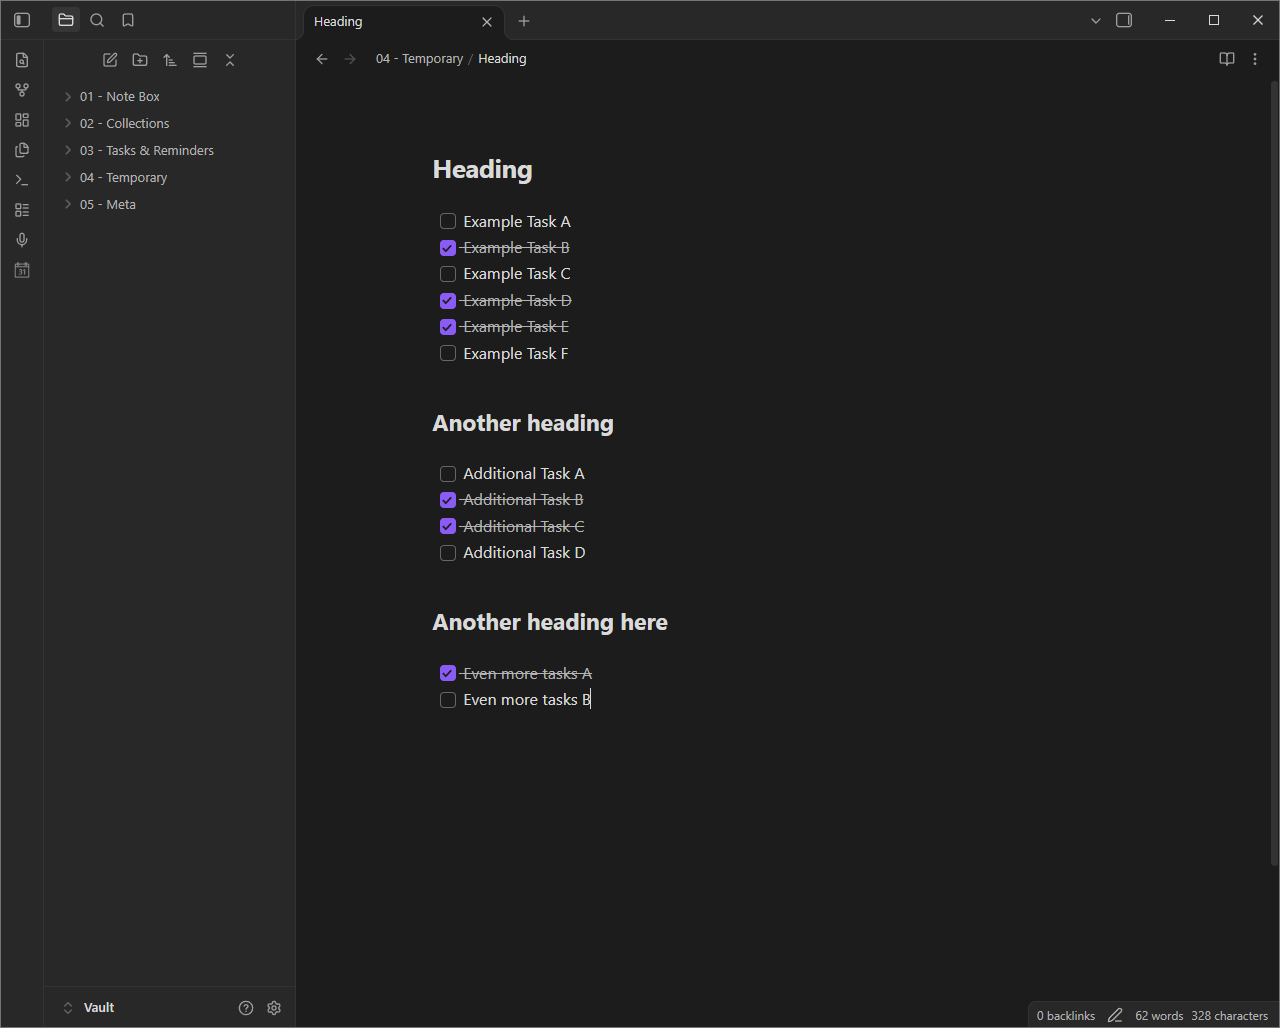 Heading
04 - Temporary / Heading
01 - Note Box
02 - Collections
03 - Tasks & Reminders
04 - Temporary
05 - Meta
31
Heading
Example Task A
Example Task B
Example Task C
Example Task D
Example Task E
Example Task F
Another heading
Additional Task A
Additional Task B
Additional Task C
Additional Task D
Another heading here
Even more tasks A
Even more tasks B
Vault
0 backlinks 62 words 328 characters